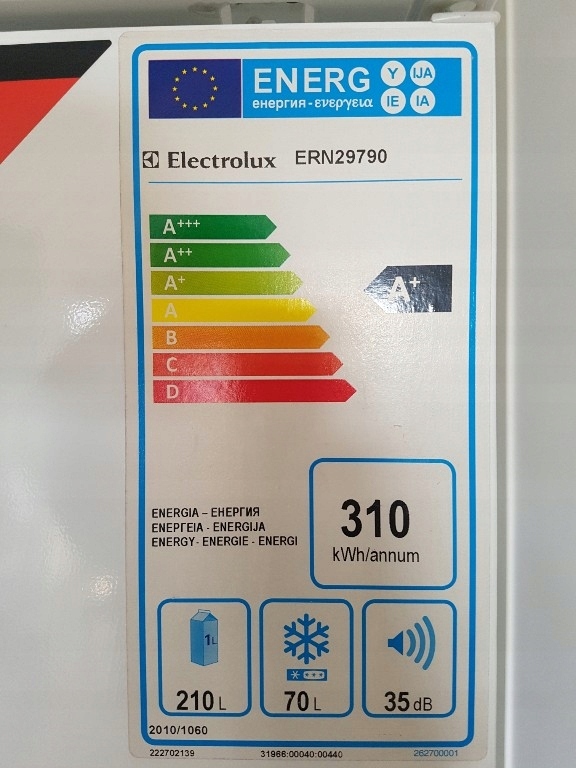 ENERG Y IJA
енергия - ενεργεια IE IA
Electrolux ERN29790
A+++
A++
A+
A
B
C
D
A+
ENERGIA – ЕНЕРГИЯ
ΕΝΕΡΓΕΙΑ - ENERGIJA
ENERGY - ENERGIE - ENERGI
310
kWh/annum
1L
210 L
70 L
35 dB
2010/1060
222702139 31966:00040:00440 262700001